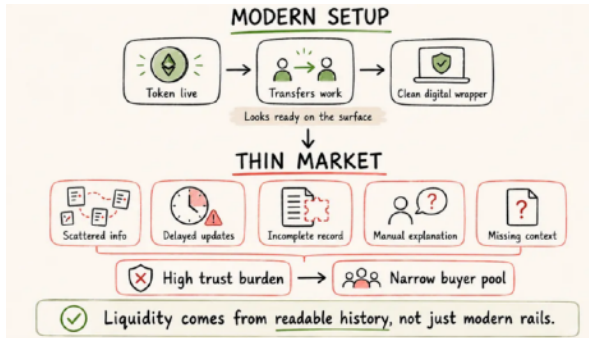 MODERN SETUP
Token live
Transfers work
Clean digital wrapper
Looks ready on the surface
THIN MARKET
Scattered info
Delayed updates
Incomplete record
Manual explanation
Missing context
High trust burden
Narrow buyer pool
Liquidity comes from readable history, not just modern rails.